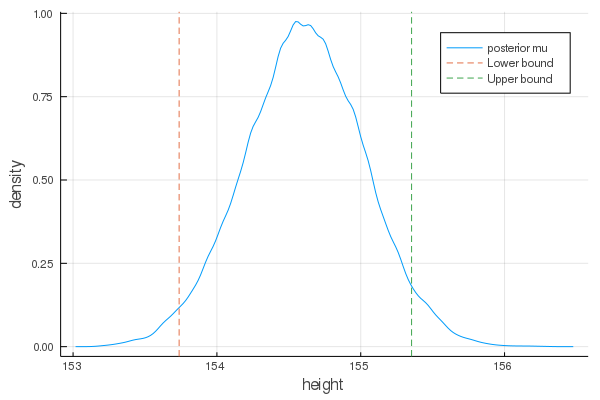 1.00
0.75
0.50
0.25
0.00
density
153
154
155
156
height
posterior mu
Lower bound
Upper bound